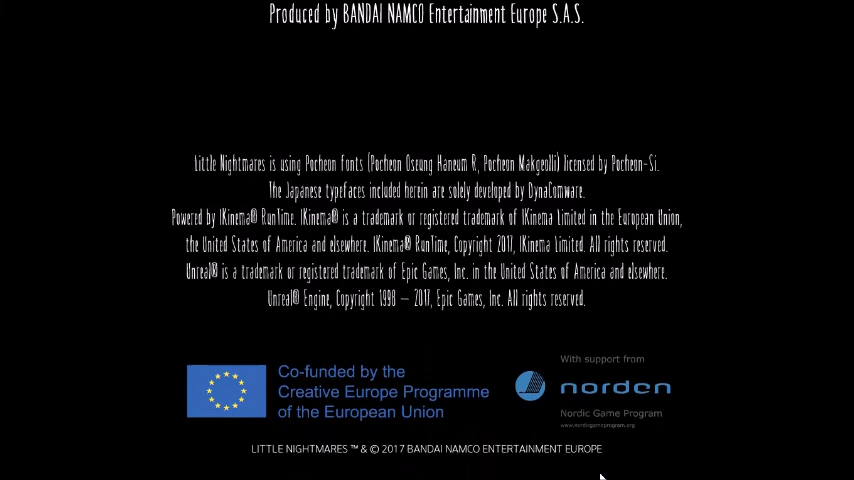 Produced by BANDAI NAMCO Entertainment Europe S.A.S.
Little Nightmares is using Pocheon fonts (Pocheon Oseung Haneum R, Pocheon Makgeolli) licensed by Pocheon-Si.
The Japanese typefaces included herein are solely developed by DynaComware.
Powered by IKinema® RunTime. IKinema® is a trademark or registered trademark of IKinema Limited in the European Union,
the United States of America and elsewhere. IKinema® RunTime, Copyright 2017, IKinema Limited. All rights reserved.
Unreal® is a trademark or registered trademark of Epic Games, Inc. in the United States of America and elsewhere.
Unreal® Engine, Copyright 1998 – 2017, Epic Games, Inc. All rights reserved.
Co-funded by the
Creative Europe Programme
of the European Union
With support from
norden
Nordic Game Program
www.nordicgameprogram.org
LITTLE NIGHTMARES ™ & © 2017 BANDAI NAMCO ENTERTAINMENT EUROPE